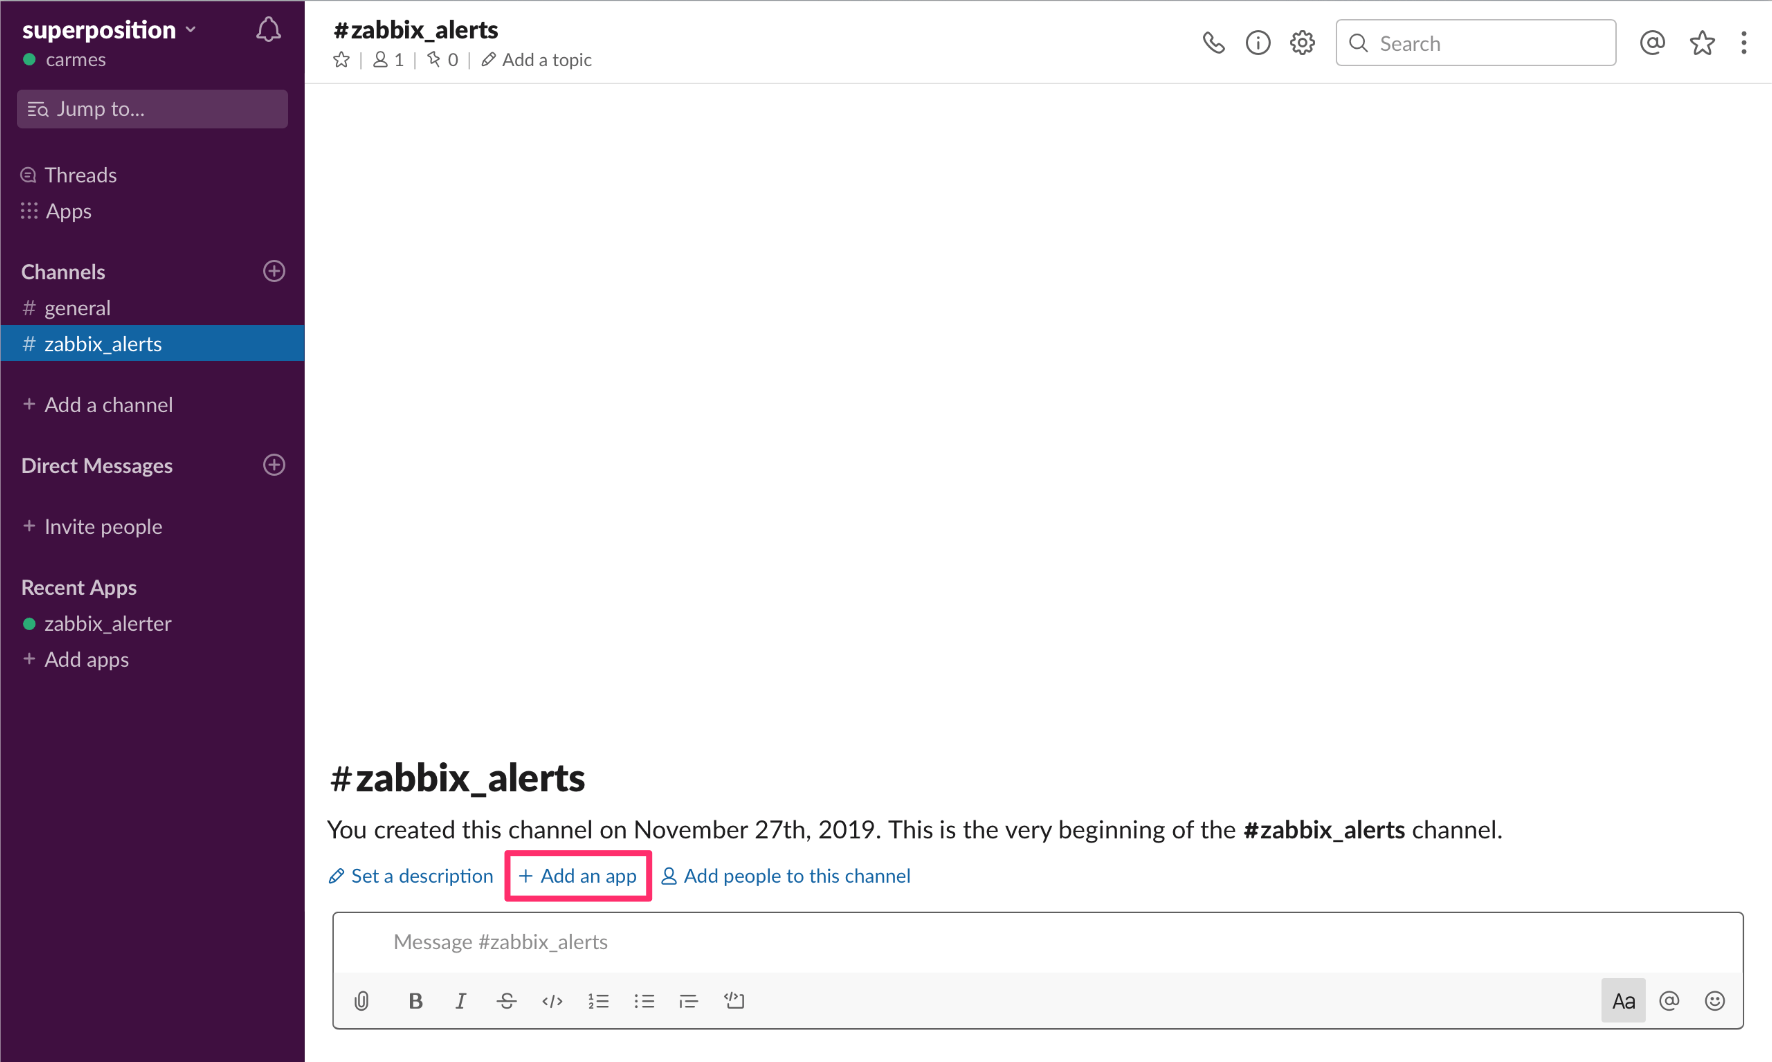 superposition
carmes
Jump to...
Threads
Apps
Channels
# general
# zabbix_alerts
+ Add a channel
Direct Messages
+ Invite people
Recent Apps
zabbix_alerter
+ Add apps
#zabbix_alerts
1 | 0 | Add a topic
Search
#zabbix_alerts
You created this channel on November 27th, 2019. This is the very beginning of the #zabbix_alerts channel.
Set a description + Add an app Add people to this channel
Message #zabbix_alerts
B I S </> Aa @